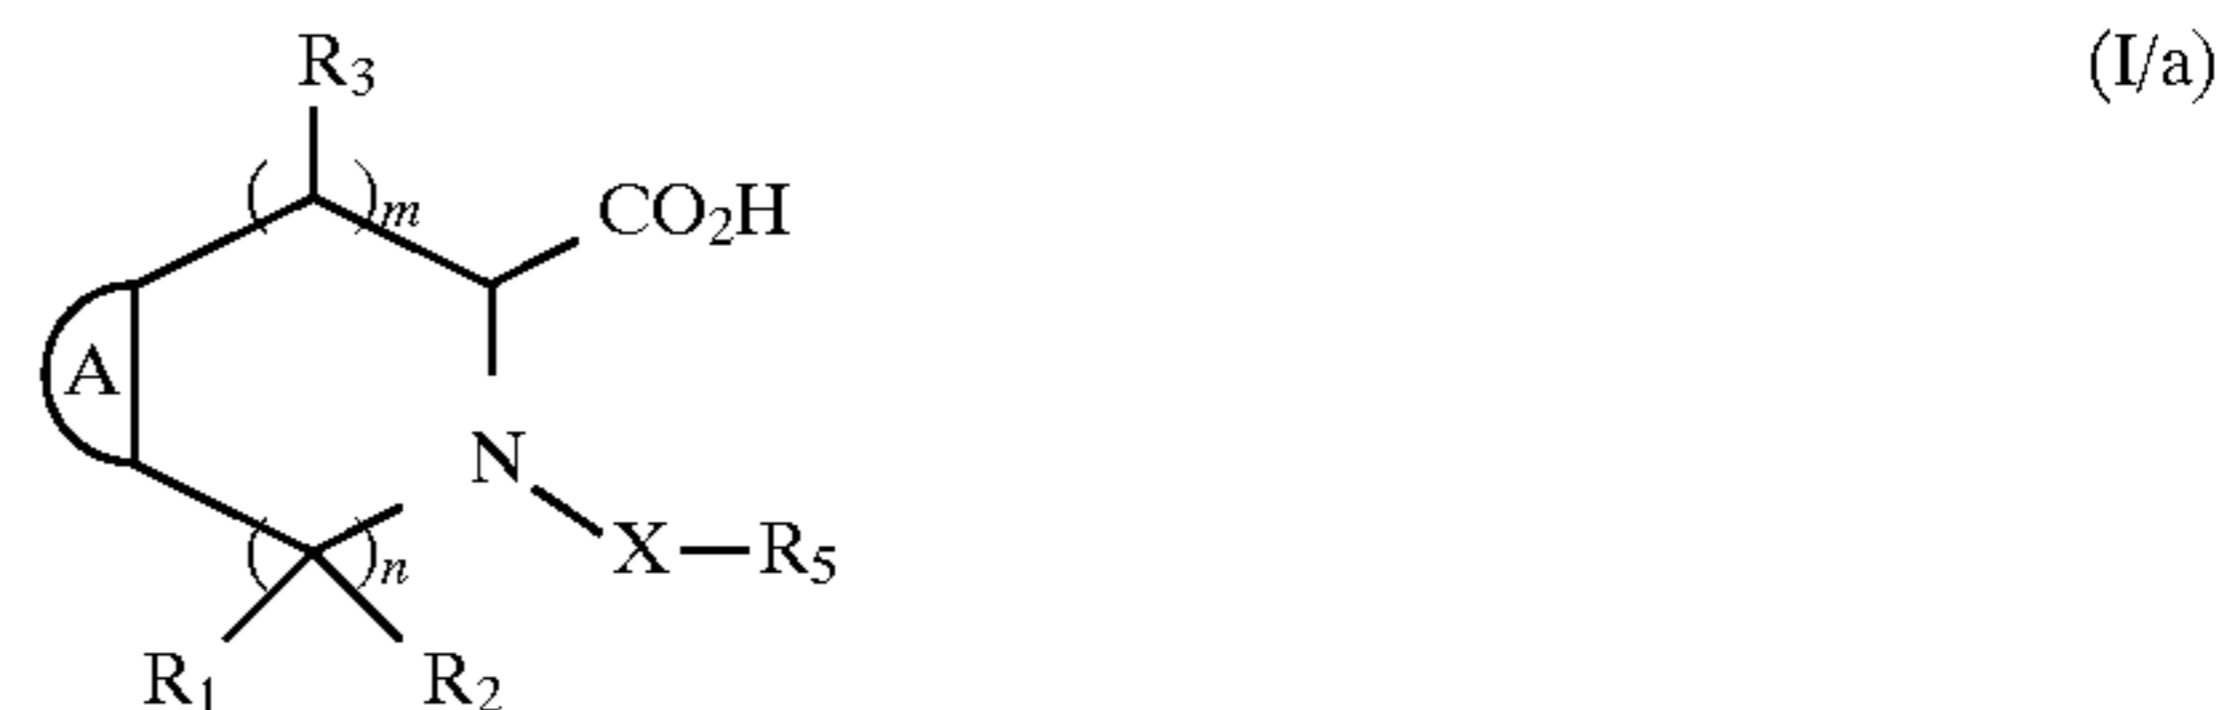 R3 (I/a)
( )m CO2H
A
N
( )n X R5
R1 R2